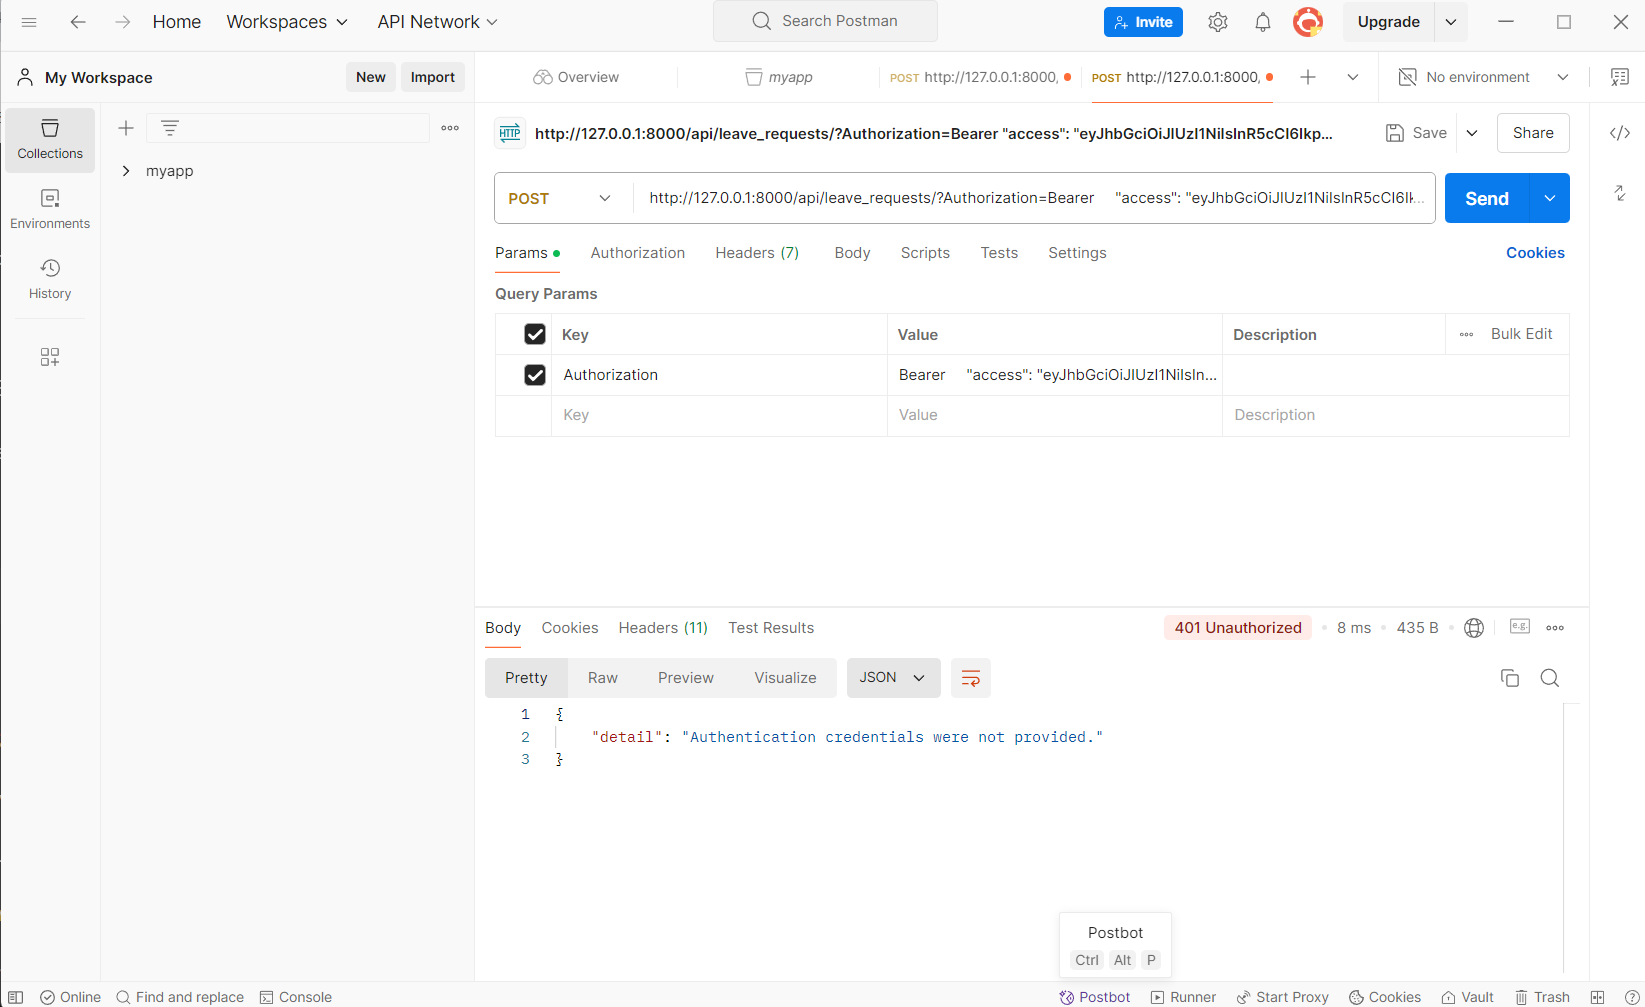 Home Workspaces API Network Search Postman Invite Upgrade
My Workspace New Import Overview myapp POST http://127.0.0.1:8000, POST http://127.0.0.1:8000, No environment
Collections
Environments
History
myapp
HTTP http://127.0.0.1:8000/api/leave_requests/?Authorization=Bearer "access": "eyJhbGciOiJIUzI1NiIsInR5cCI6Ikp... Save Share
POST http://127.0.0.1:8000/api/leave_requests/?Authorization=Bearer "access": "eyJhbGciOiJIUzI1NiIsInR5cCI6Ik... Send
Params Authorization Headers (7) Body Scripts Tests Settings Cookies
Query Params
Key Value Description Bulk Edit
Authorization Bearer "access": "eyJhbGciOiJIUzI1NiIsIn...
Key Value Description
Body Cookies Headers (11) Test Results 401 Unauthorized 8 ms 435 B e.g.
Pretty Raw Preview Visualize JSON
1 {
2 "detail": "Authentication credentials were not provided."
3 }
Postbot
Ctrl Alt P
Online Find and replace Console Postbot Runner Start Proxy Cookies Vault Trash